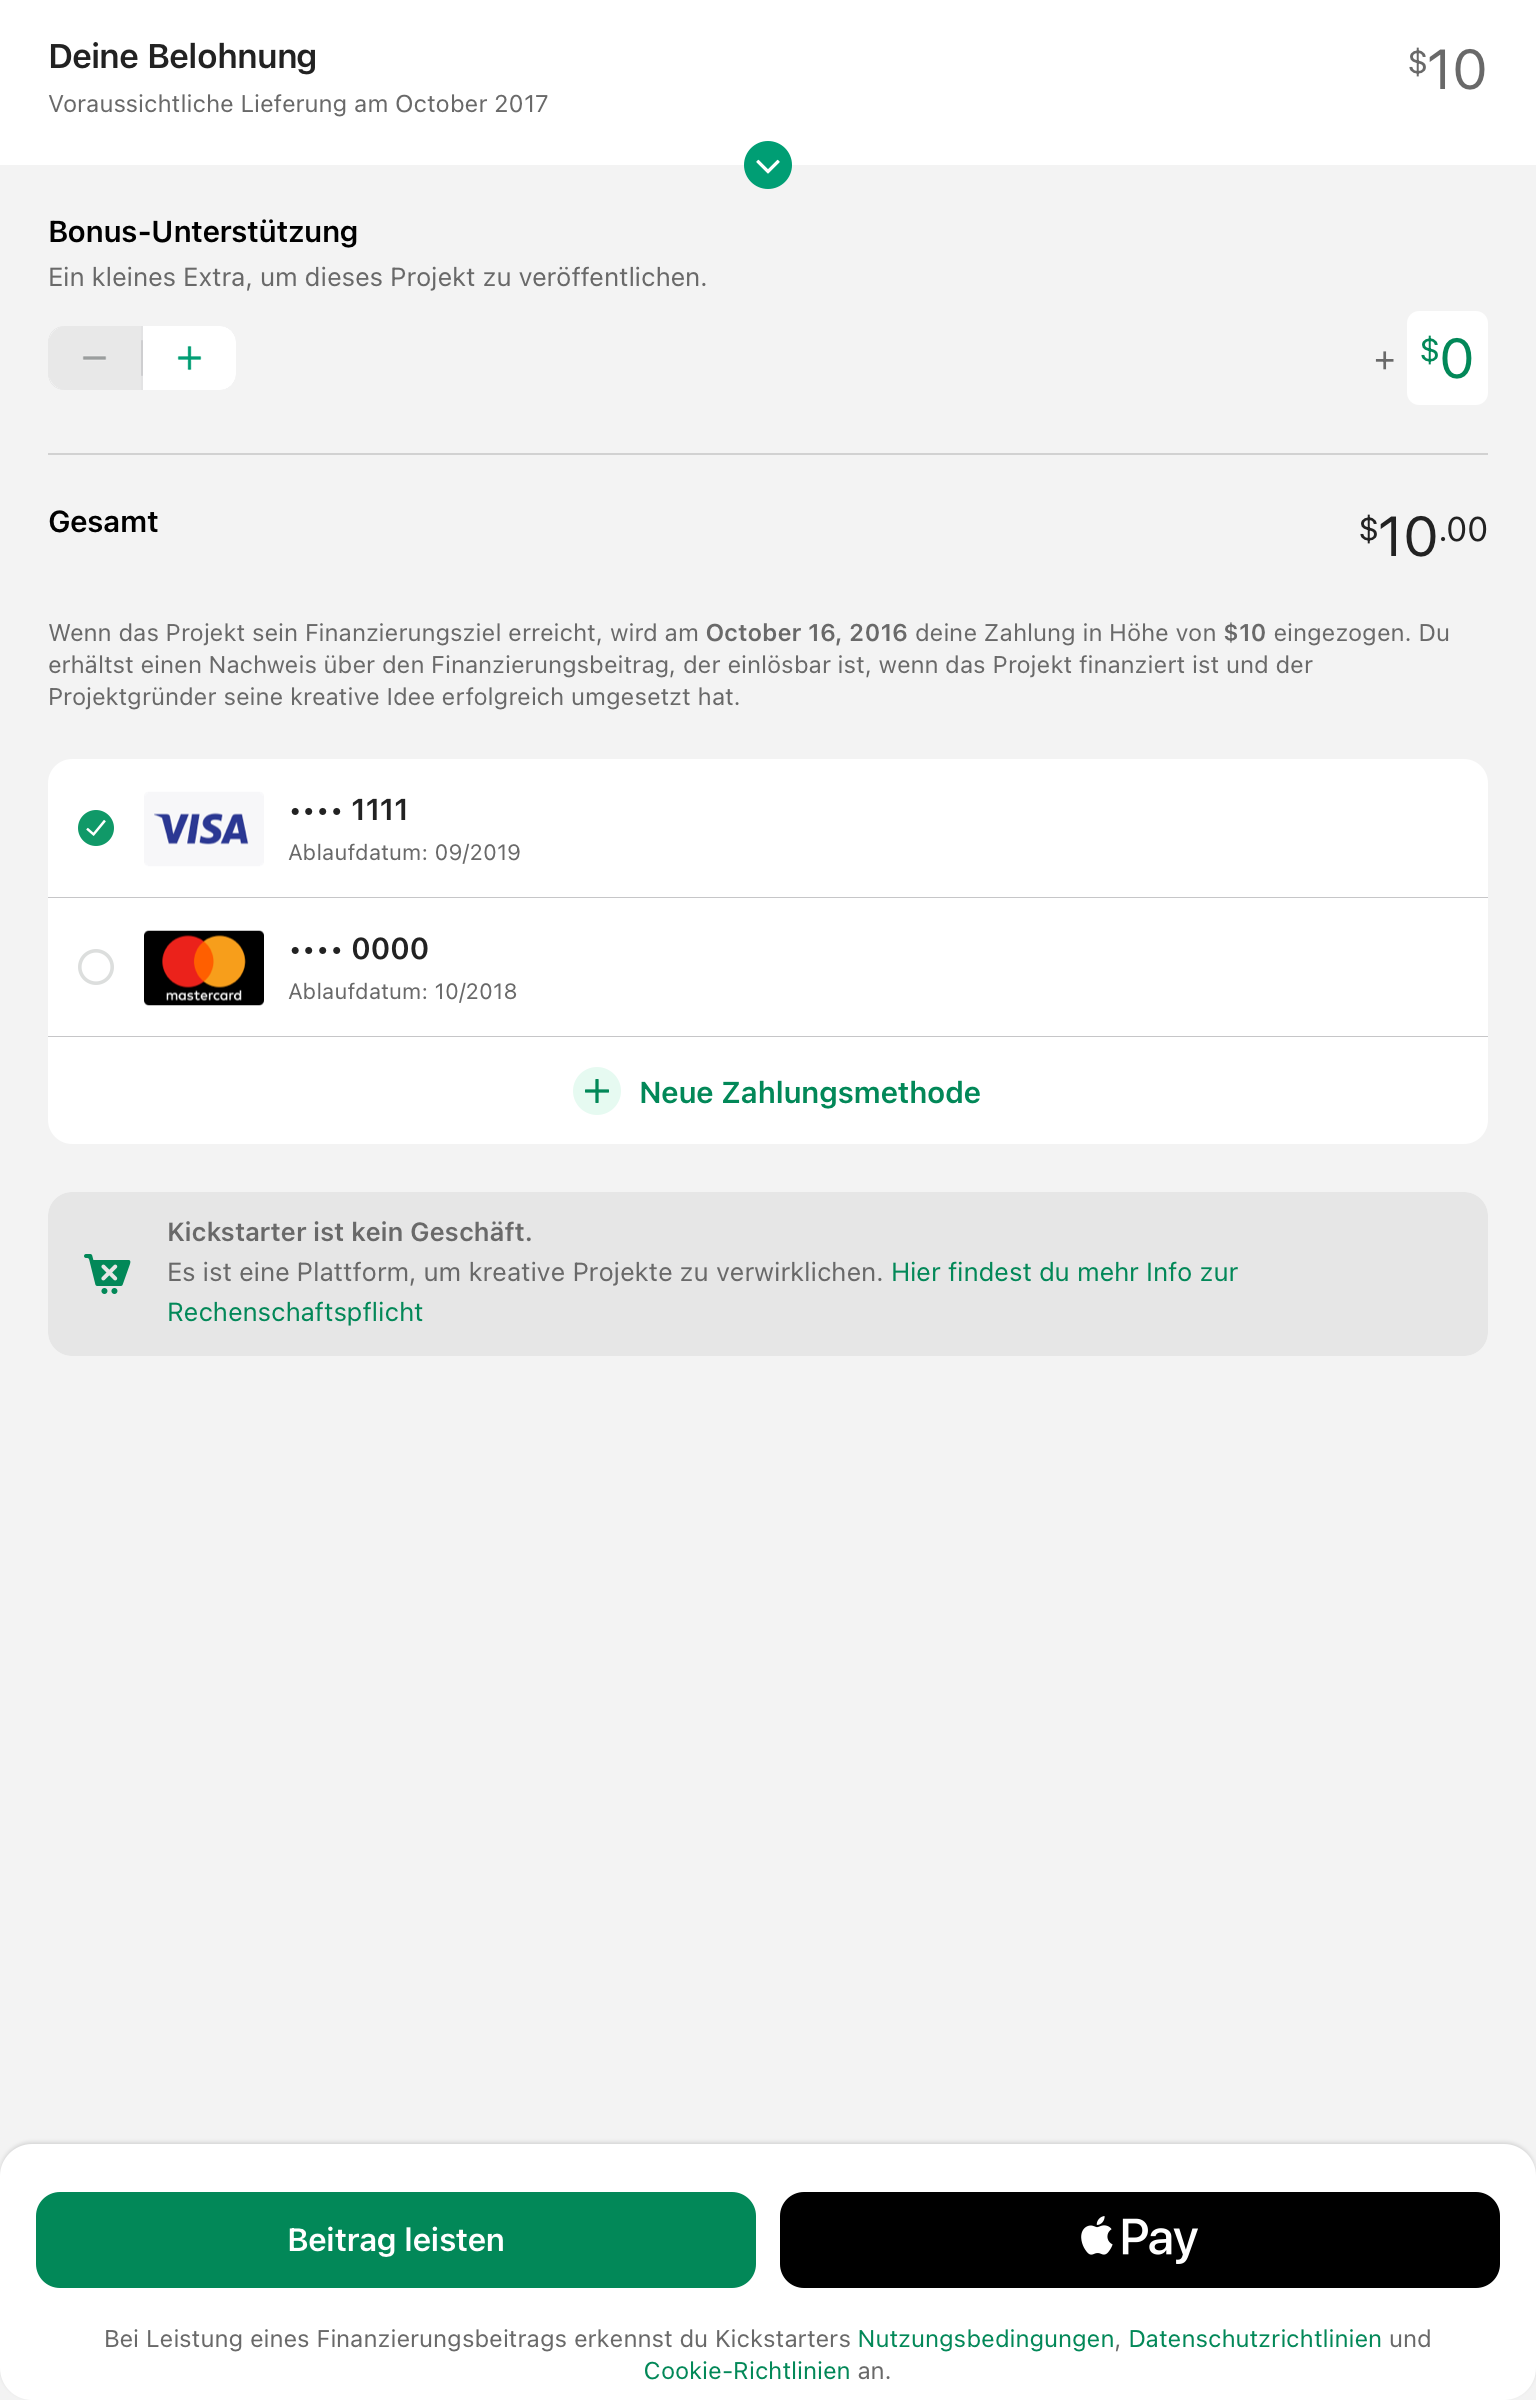 Deine Belohnung
$10
Voraussichtliche Lieferung am October 2017
Bonus-Unterstützung
Ein kleines Extra, um dieses Projekt zu veröffentlichen.
− + + $0
Gesamt
$10.00
Wenn das Projekt sein Finanzierungsziel erreicht, wird am October 16, 2016 deine Zahlung in Höhe von $10 eingezogen. Du
erhältst einen Nachweis über den Finanzierungsbeitrag, der einlösbar ist, wenn das Projekt finanziert ist und der
Projektgründer seine kreative Idee erfolgreich umgesetzt hat.
VISA
•••• 1111
Ablaufdatum: 09/2019
mastercard
•••• 0000
Ablaufdatum: 10/2018
+ Neue Zahlungsmethode
Kickstarter ist kein Geschäft.
Es ist eine Plattform, um kreative Projekte zu verwirklichen. Hier findest du mehr Info zur
Rechenschaftspflicht
Beitrag leisten
Pay
Bei Leistung eines Finanzierungsbeitrags erkennst du Kickstarters Nutzungsbedingungen, Datenschutzrichtlinien und
Cookie-Richtlinien an.